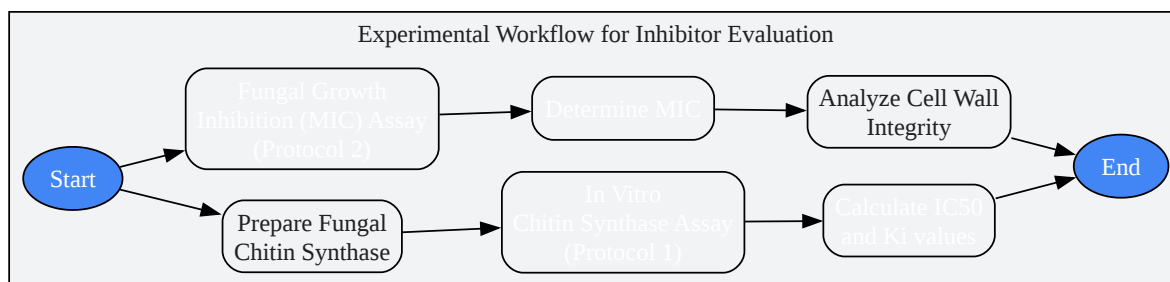 Experimental Workflow for Inhibitor Evaluation
Start
Fungal Growth
Inhibition (MIC) Assay
(Protocol 2)
Determine MIC
Analyze Cell Wall
Integrity
Prepare Fungal
Chitin Synthase
In Vitro
Chitin Synthase Assay
(Protocol 1)
Calculate IC50
and Ki values
End